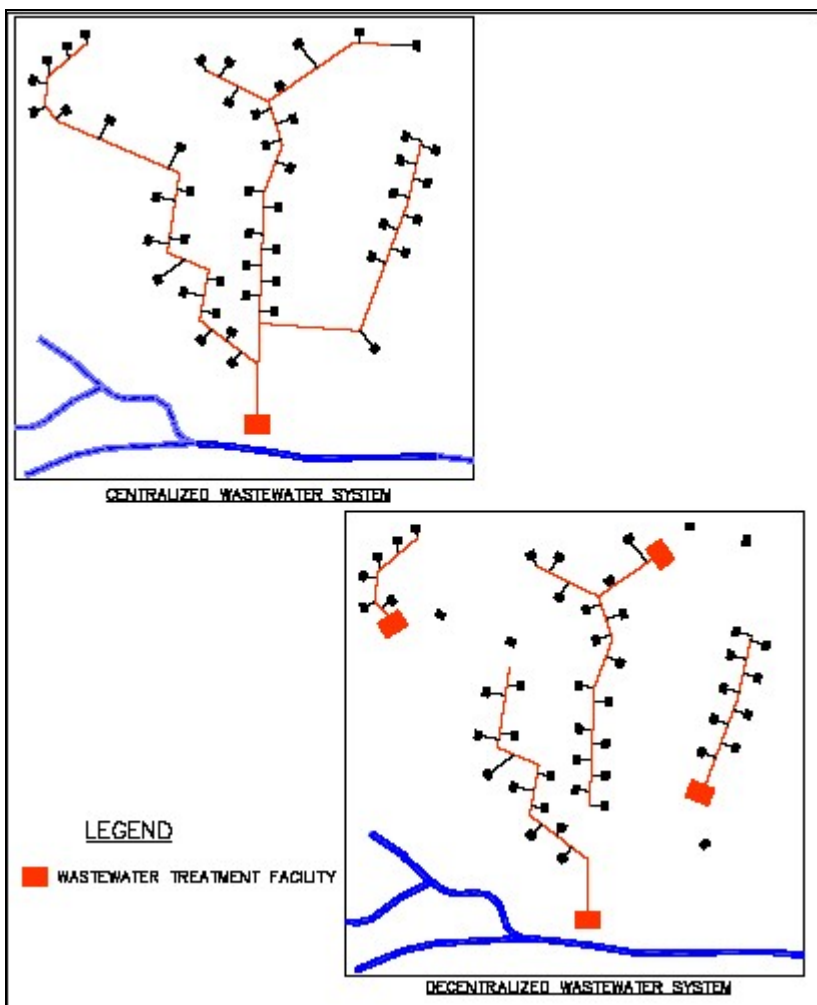 CENTRALIZED WASTEWATER SYSTEM
LEGEND
WASTEWATER TREATMENT FACILITY
DECENTRALIZED WASTEWATER SYSTEM